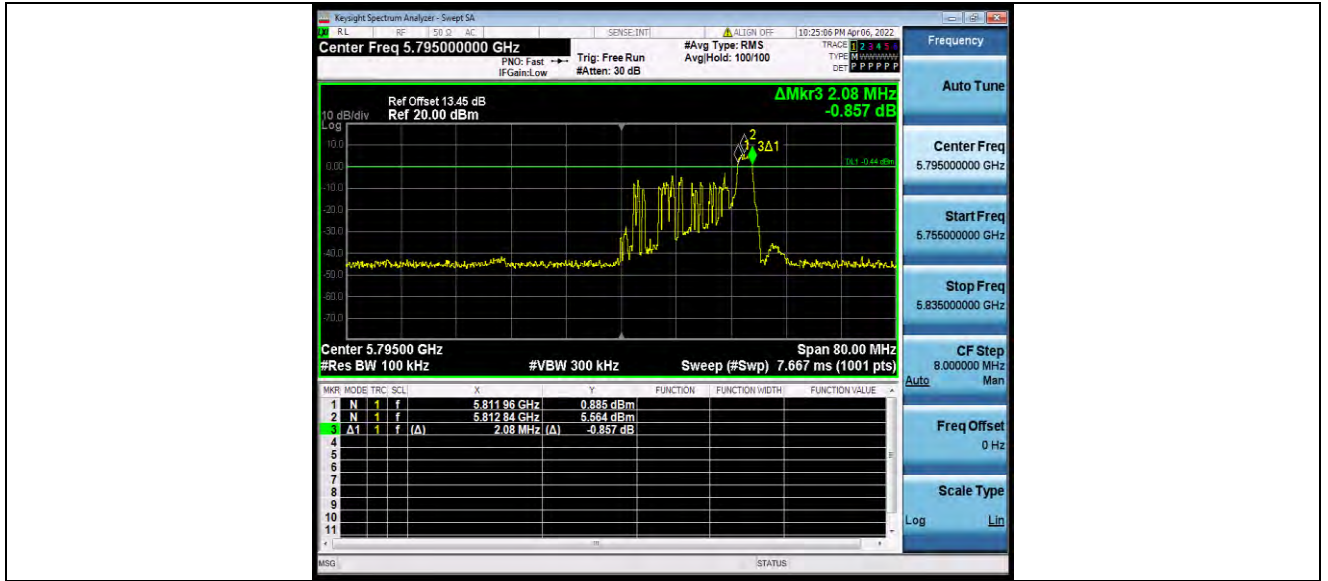 Keysight Spectrum Analyzer - Swept SA
RL RF 50 Ω AC SENSE:INT ALIGN OFF 10:25:06 PM Apr 06, 2022
Center Freq 5.795000000 GHz
PNO: Fast
IFGain:Low
Trig: Free Run
#Atten: 30 dB
#Avg Type: RMS
Avg|Hold: 100/100
TRACE 1 2 3 4 5 6
TYPE M WWWWW
DET P P P P P P
Frequency
Auto Tune
Center Freq
5.795000000 GHz
Start Freq
5.755000000 GHz
Stop Freq
5.835000000 GHz
CF Step
8.000000 MHz
Auto Man
Freq Offset
0 Hz
Scale Type
Log Lin
ΔMkr3 2.08 MHz
-0.857 dB
Ref Offset 13.45 dB
10 dB/div Ref 20.00 dBm
Log
10.0
0.00
-10.0
-20.0
-30.0
-40.0
-50.0
-60.0
-70.0
2
1
3Δ1
DL1 -0.44 dBm
Center 5.79500 GHz Span 80.00 MHz
#Res BW 100 kHz #VBW 300 kHz Sweep (#Swp) 7.667 ms (1001 pts)
MKR MODE TRC SCL X Y FUNCTION FUNCTION WIDTH FUNCTION VALUE
1 N 1 f 5.811 96 GHz 0.885 dBm
2 N 1 f 5.812 84 GHz 5.564 dBm
3 Δ1 1 f (Δ) 2.08 MHz (Δ) -0.857 dB
4
5
6
7
8
9
10
11
MSG STATUS